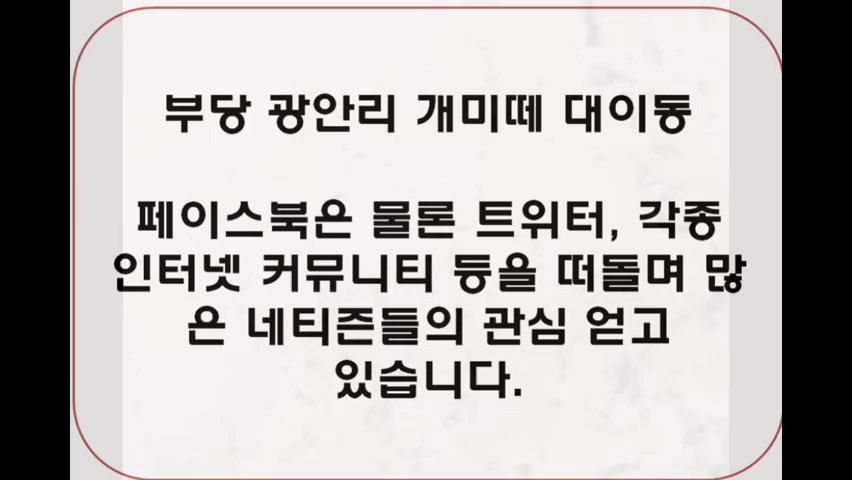 부당 광안리 개미떼 대이동
페이스북은 물론 트위터, 각종
인터넷 커뮤니티 등을 떠돌며 많
은 네티즌들의 관심 얻고
있습니다.